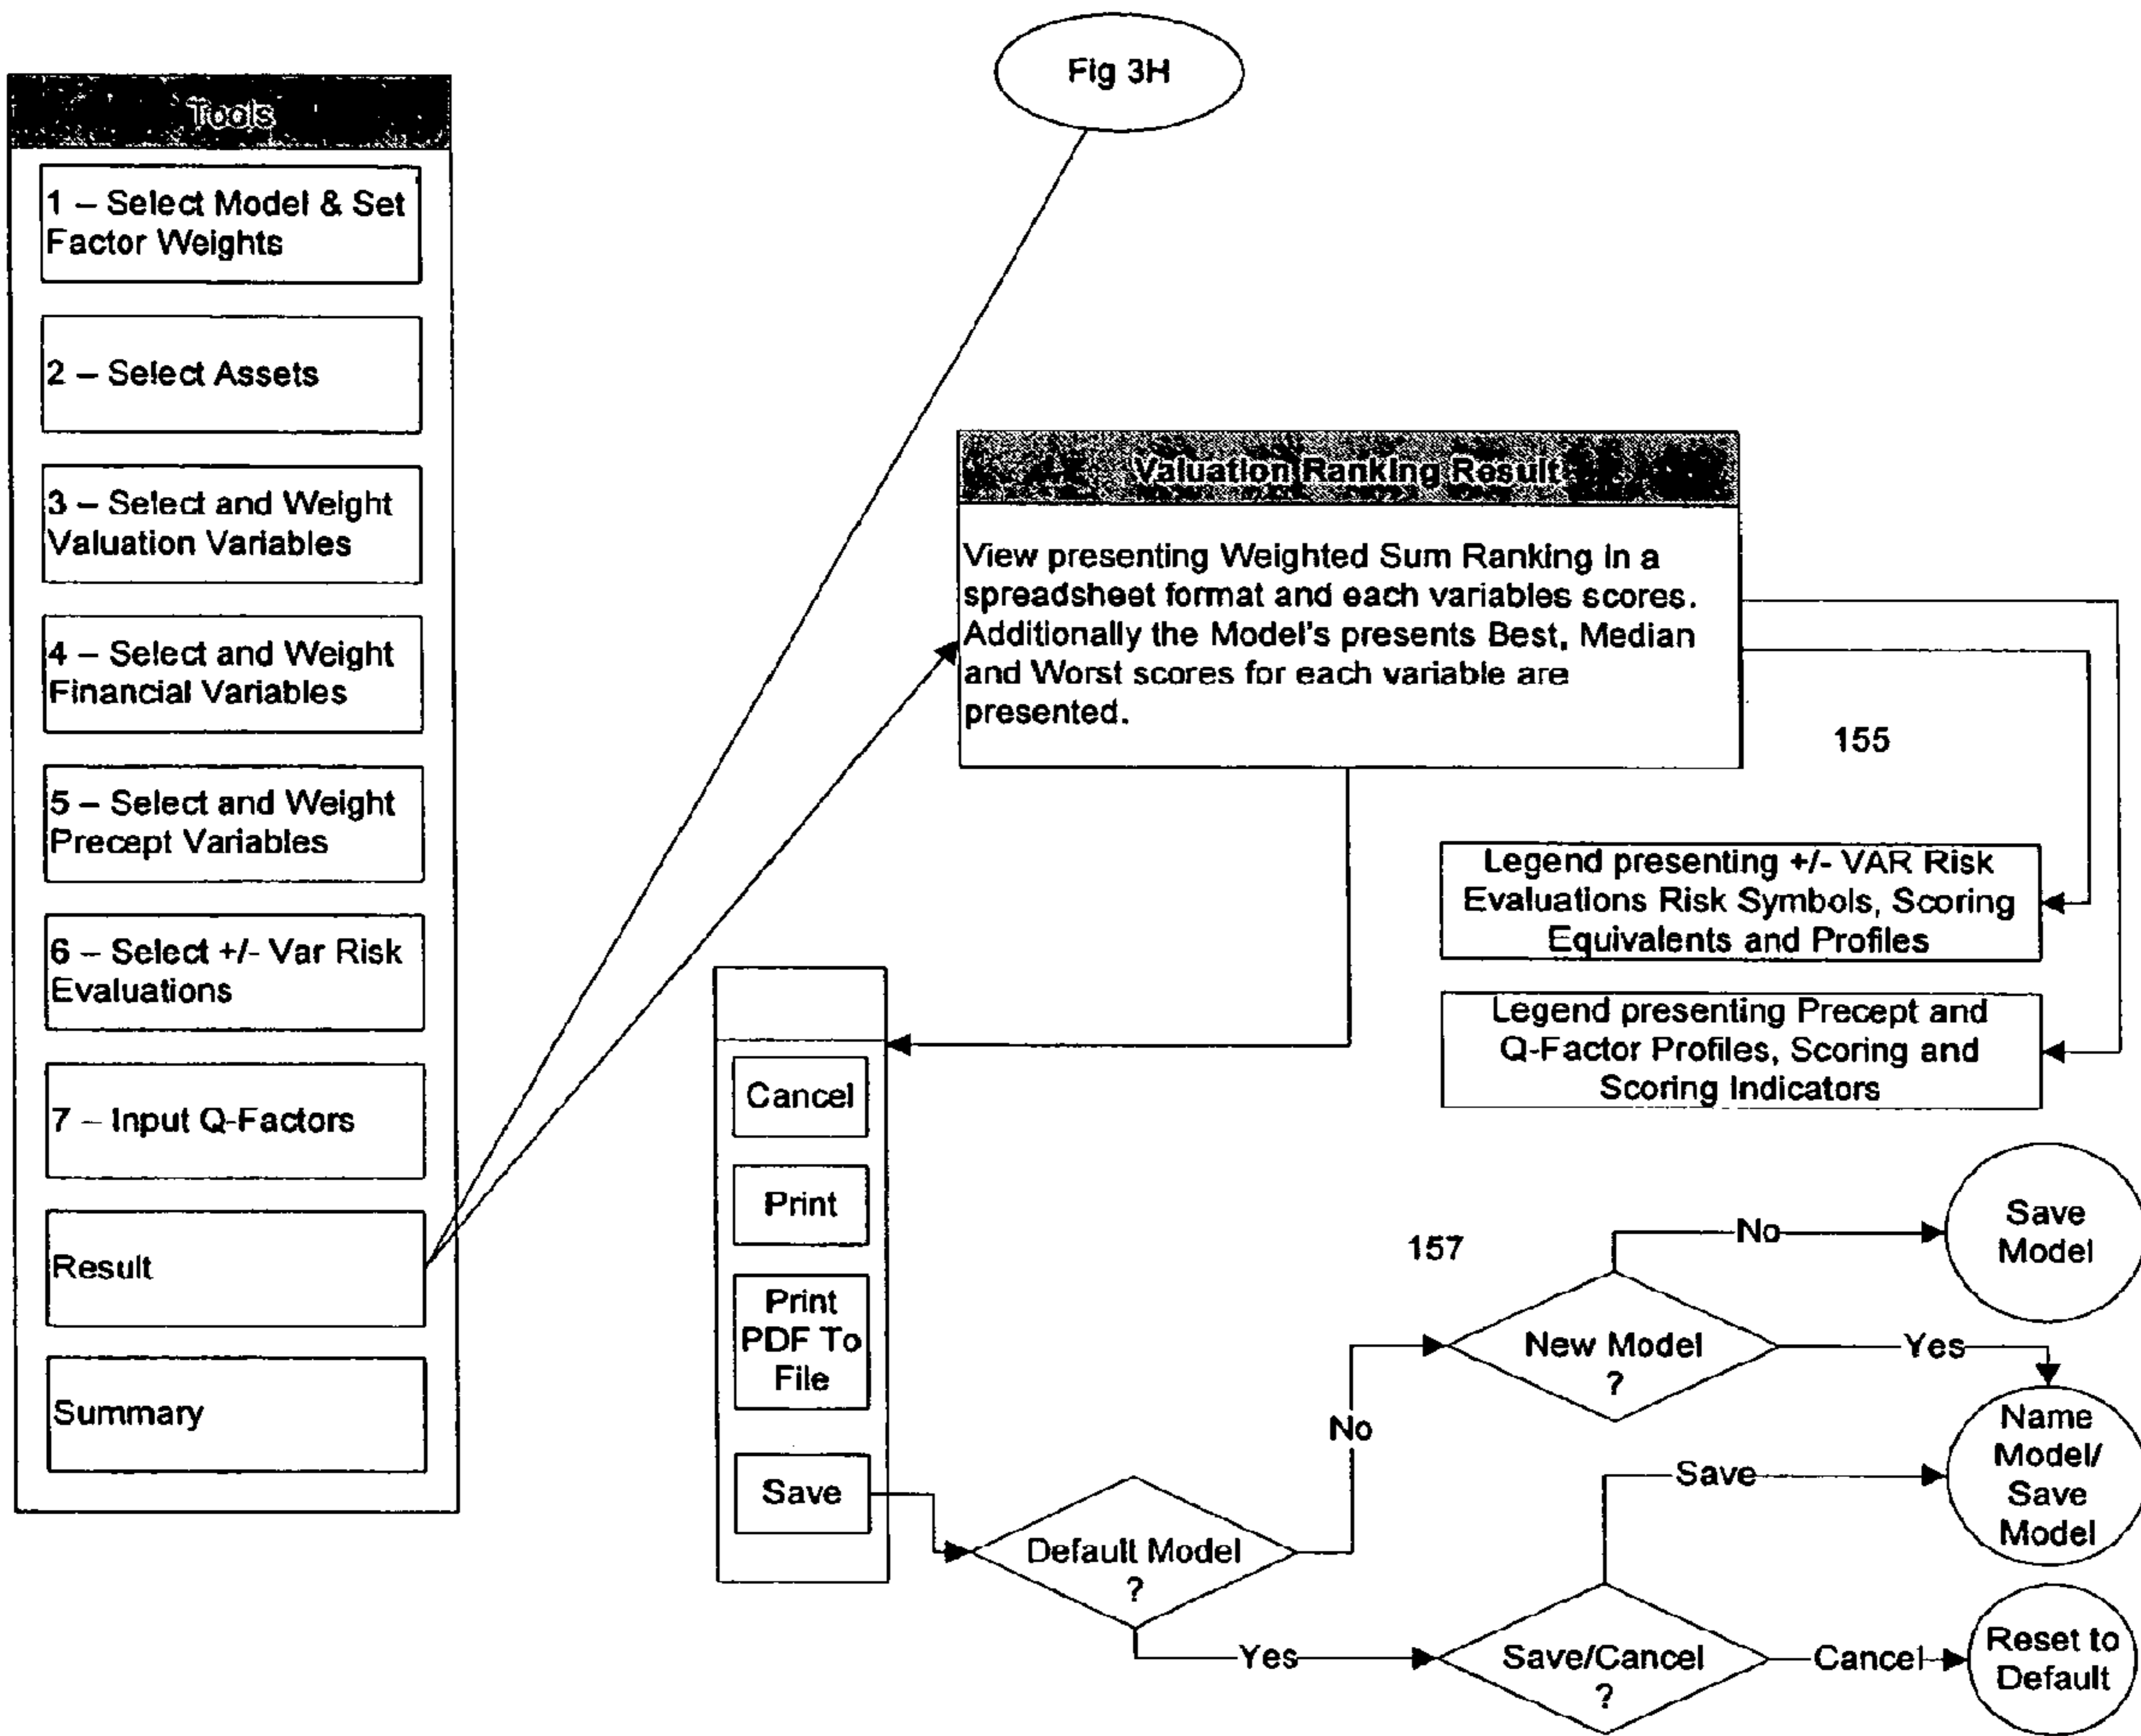 Fig 3H
Tools
1 – Select Model & Set
Factor Weights
2 – Select Assets
3 – Select and Weight
Valuation Variables
4 – Select and Weight
Financial Variables
5 – Select and Weight
Precept Variables
6 – Select +/- Var Risk
Evaluations
7 – Input Q-Factors
Result
Summary
Valuation Ranking Result
View presenting Weighted Sum Ranking in a
spreadsheet format and each variables scores.
Additionally the Model's presents Best, Median
and Worst scores for each variable are
presented.
155
Legend presenting +/- VAR Risk
Evaluations Risk Symbols, Scoring
Equivalents and Profiles
Legend presenting Precept and
Q-Factor Profiles, Scoring and
Scoring Indicators
Cancel
Print
Print
PDF To
File
Save
157
Default Model
?
No
New Model
?
No
Save
Model
Yes
Name
Model/
Save
Model
Yes
Save/Cancel
?
Save
Cancel
Reset to
Default